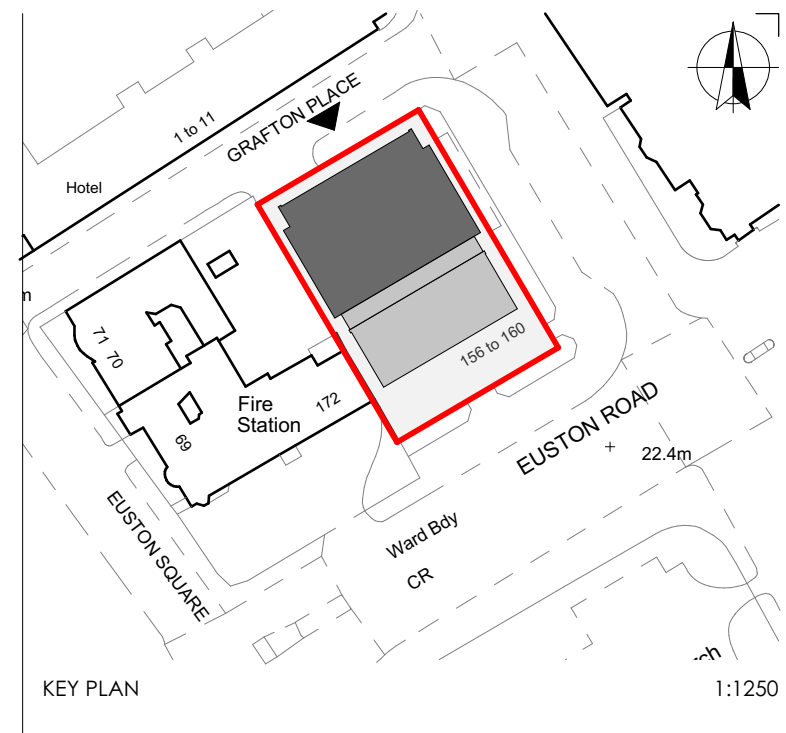 1 to 11
GRAFTON PLACE
Hotel
71
70
156 to 160
Fire
Station
172
69
EUSTON ROAD
22.4m
EUSTON SQUARE
Ward Bdy
CR
KEY PLAN
1:1250